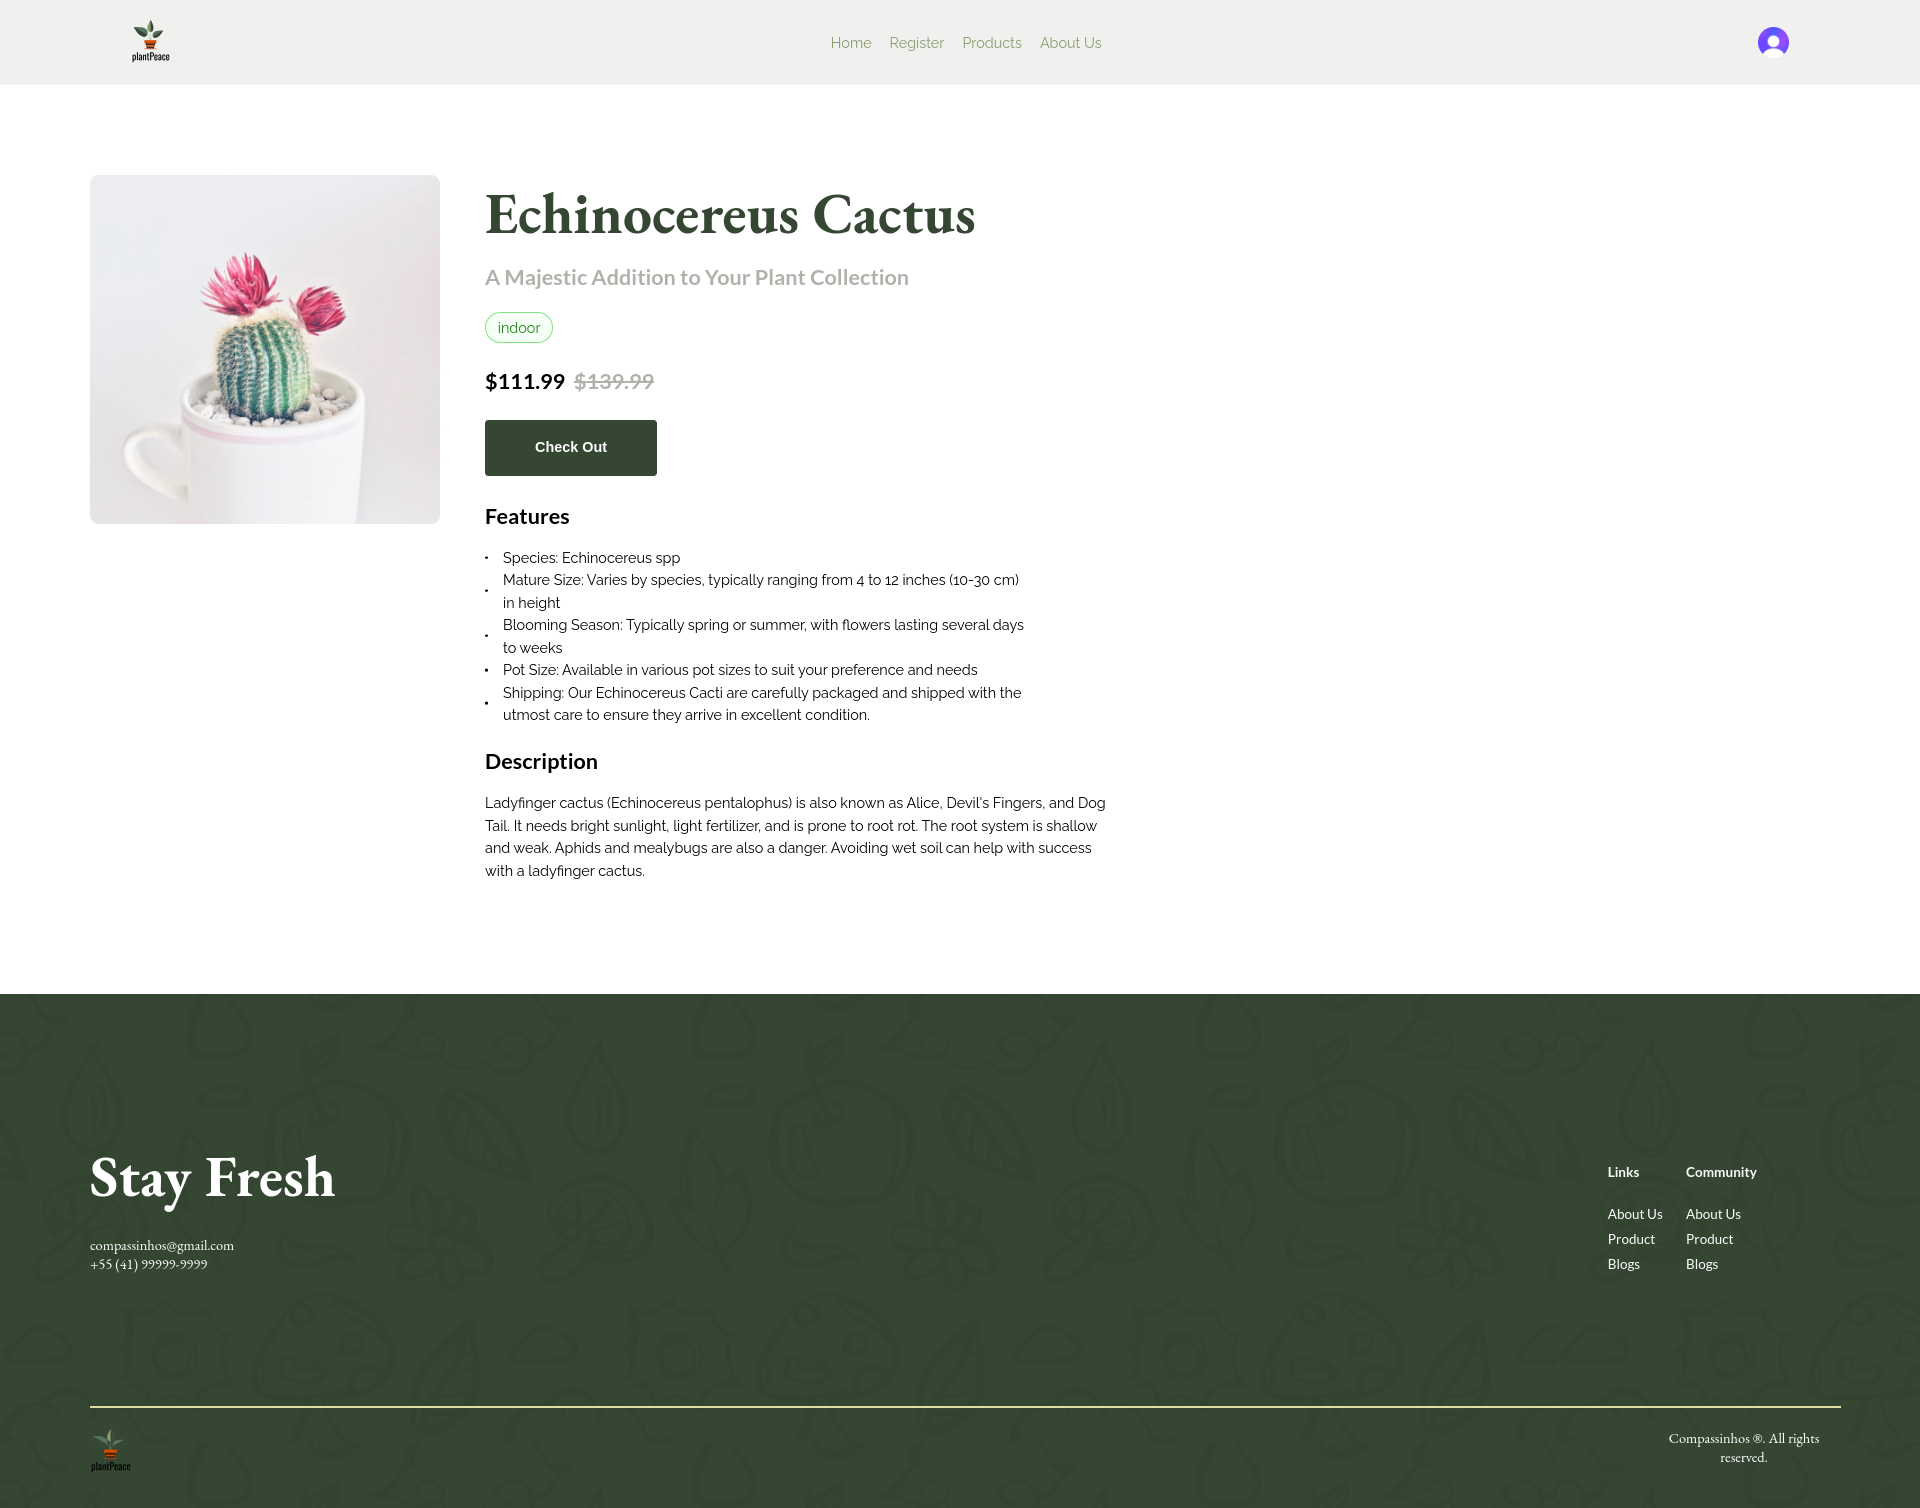 plantPeace
Home Register Products About Us
Echinocereus Cactus
A Majestic Addition to Your Plant Collection
indoor
$111.99 $139.99
Check Out
Features
• Species: Echinocereus spp
• Mature Size: Varies by species, typically ranging from 4 to 12 inches (10-30 cm)
in height
• Blooming Season: Typically spring or summer, with flowers lasting several days
to weeks
• Pot Size: Available in various pot sizes to suit your preference and needs
• Shipping: Our Echinocereus Cacti are carefully packaged and shipped with the
utmost care to ensure they arrive in excellent condition.
Description
Ladyfinger cactus (Echinocereus pentalophus) is also known as Alice, Devil's Fingers, and Dog
Tail. It needs bright sunlight, light fertilizer, and is prone to root rot. The root system is shallow
and weak. Aphids and mealybugs are also a danger. Avoiding wet soil can help with success
with a ladyfinger cactus.
Stay Fresh
compassinhos@gmail.com
+55 (41) 99999-9999
Links Community
About Us About Us
Product Product
Blogs Blogs
plantPeace
Compassinhos ®. All rights
reserved.